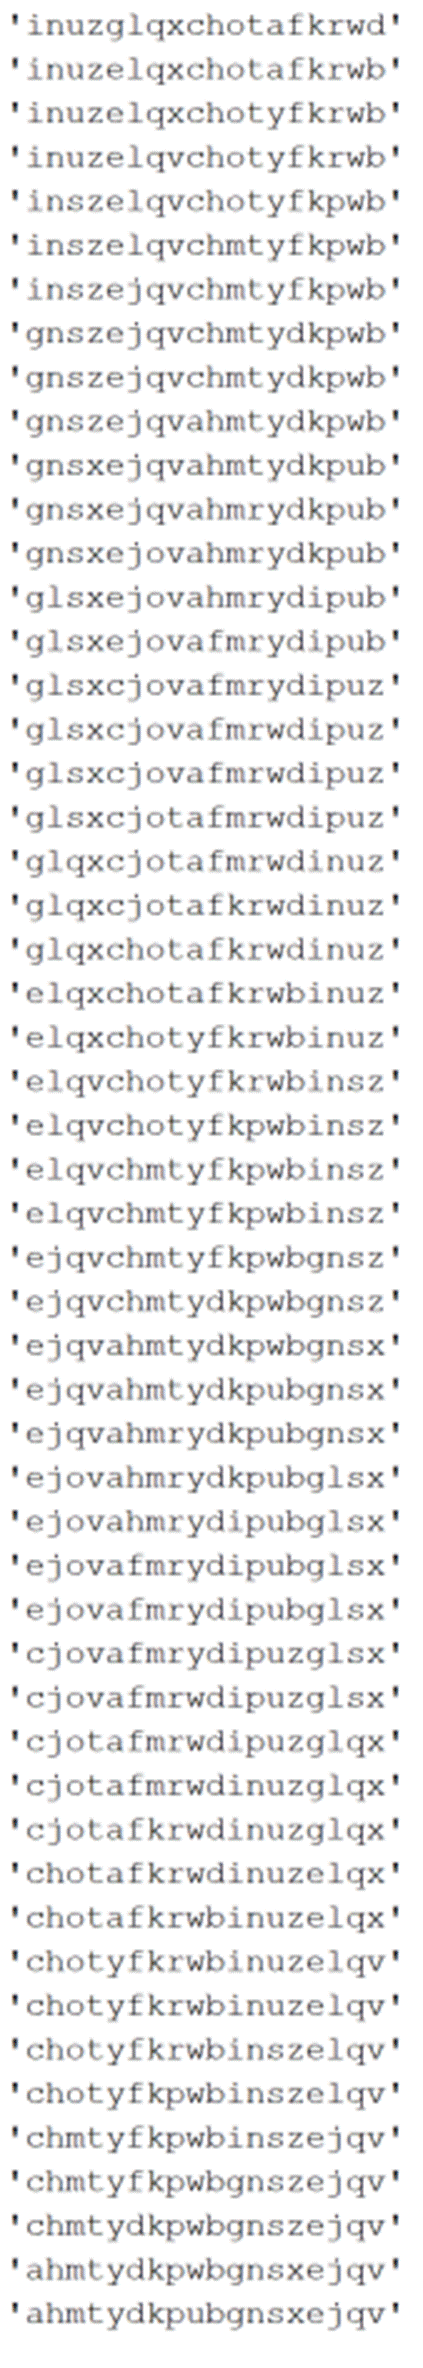 'inuzglqxchotafkrwd'
'inuzelqxchotafkrwb'
'inuzelqxchotyfkrwb'
'inuzelqvchotyfkrwb'
'inszelqvchotyfkpwb'
'inszelqvchmtyfkpwb'
'inszejqvchmtyfkpwb'
'gnszejqvchmtydkpwb'
'gnszejqvchmtydkpwb'
'gnszejqvahmtydkpwb'
'gnsxejqvahmtydkpub'
'gnsxejqvahmrydkpub'
'gnsxejovahmrydkpub'
'glsxejovahmrydipub'
'glsxejovafmrydipub'
'glsxcjovafmrydipuz'
'glsxcjovafmrwdipuz'
'glsxcjovafmrwdipuz'
'glsxcjotafmrwdipuz'
'glqxcjotafmrwdinuz'
'glqxcjotafkrwdinuz'
'glqxchotafkrwdinuz'
'elqxchotafkrwbinuz'
'elqxchotyfkrwbinuz'
'elqvchotyfkrwbinsz'
'elqvchotyfkpwbinsz'
'elqvchmtyfkpwbinsz'
'elqvchmtyfkpwbinsz'
'ejqvchmtyfkpwbgnsz'
'ejqvchmtydkpwbgnsz'
'ejqvahmtydkpwbgnsx'
'ejqvahmtydkpubgnsx'
'ejqvahmrydkpubgnsx'
'ejovahmrydkpubglsx'
'ejovahmrydipubglsx'
'ejovafmrydipubglsx'
'ejovafmrydipubglsx'
'cjovafmrydipuzglsx'
'cjovafmrwdipuzglsx'
'cjotafmrwdipuzglqx'
'cjotafmrwdinuzglqx'
'cjotafkrwdinuzglqx'
'chotafkrwdinuzelqx'
'chotafkrwbinuzelqx'
'chotyfkrwbinuzelqv'
'chotyfkrwbinuzelqv'
'chotyfkrwbinszelqv'
'chotyfkpwbinszelqv'
'chmtyfkpwbinszejqv'
'chmtyfkpwbgnszejqv'
'chmtydkpwbgnszejqv'
'ahmtydkpwbgnsxejqv'
'ahmtydkpubgnsxejqv'